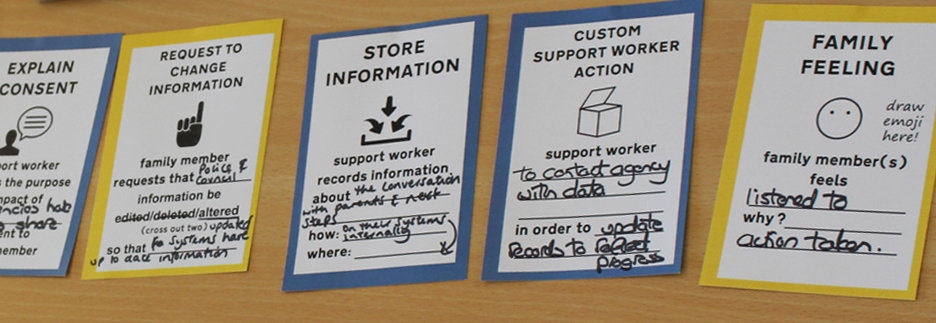 EXPLAIN
CONSENT
ort worker
s the purpose
mpact of
encies hab
share
ent to
member
REQUEST TO
CHANGE
INFORMATION
family member
requests that Police &
Council
information be
edited/deleted/altered
(cross out two) updated
so that the systems have
up to date information
STORE
INFORMATION
support worker
records information
about the conversation
with parents & next
steps
how: on their systems
internally
where:
CUSTOM
SUPPORT WORKER
ACTION
support worker
to contact agency
with data
in order to update
records to reflect
progress
FAMILY
FEELING
draw
emoji
here!
family member(s)
feels
listened to
why?
action taken.